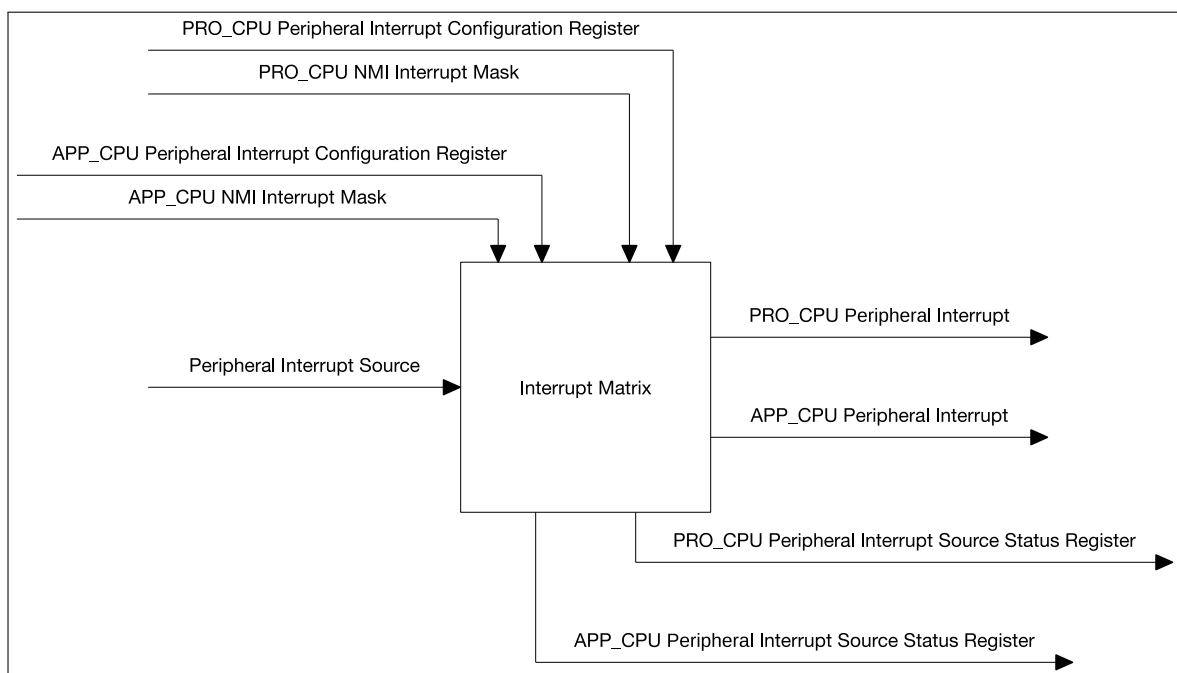 PRO_CPU Peripheral Interrupt Configuration Register
PRO_CPU NMI Interrupt Mask
APP_CPU Peripheral Interrupt Configuration Register
APP_CPU NMI Interrupt Mask
PRO_CPU Peripheral Interrupt
Peripheral Interrupt Source
Interrupt Matrix
APP_CPU Peripheral Interrupt
PRO_CPU Peripheral Interrupt Source Status Register
APP_CPU Peripheral Interrupt Source Status Register